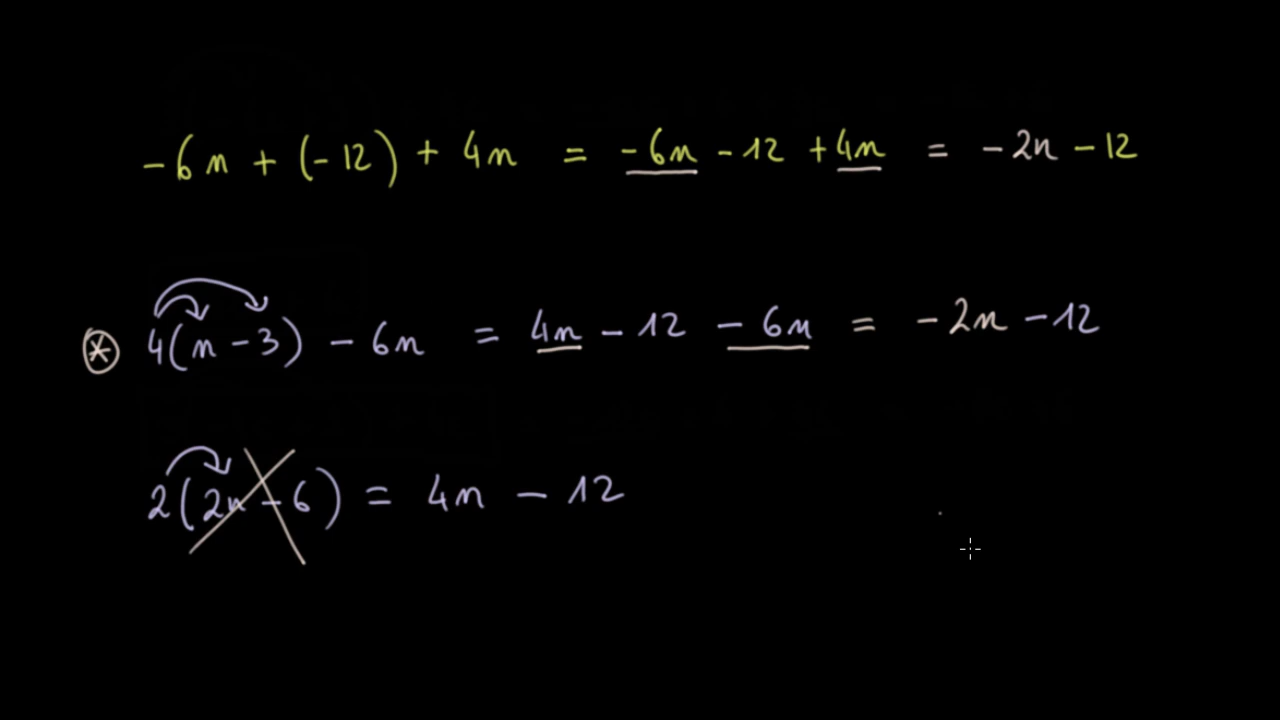 -6n + (-12) + 4n = -6n - 12 + 4n = -2n - 12
* 4(n - 3) - 6n = 4n - 12 - 6n = -2n - 12
2(2n - 6) = 4n - 12